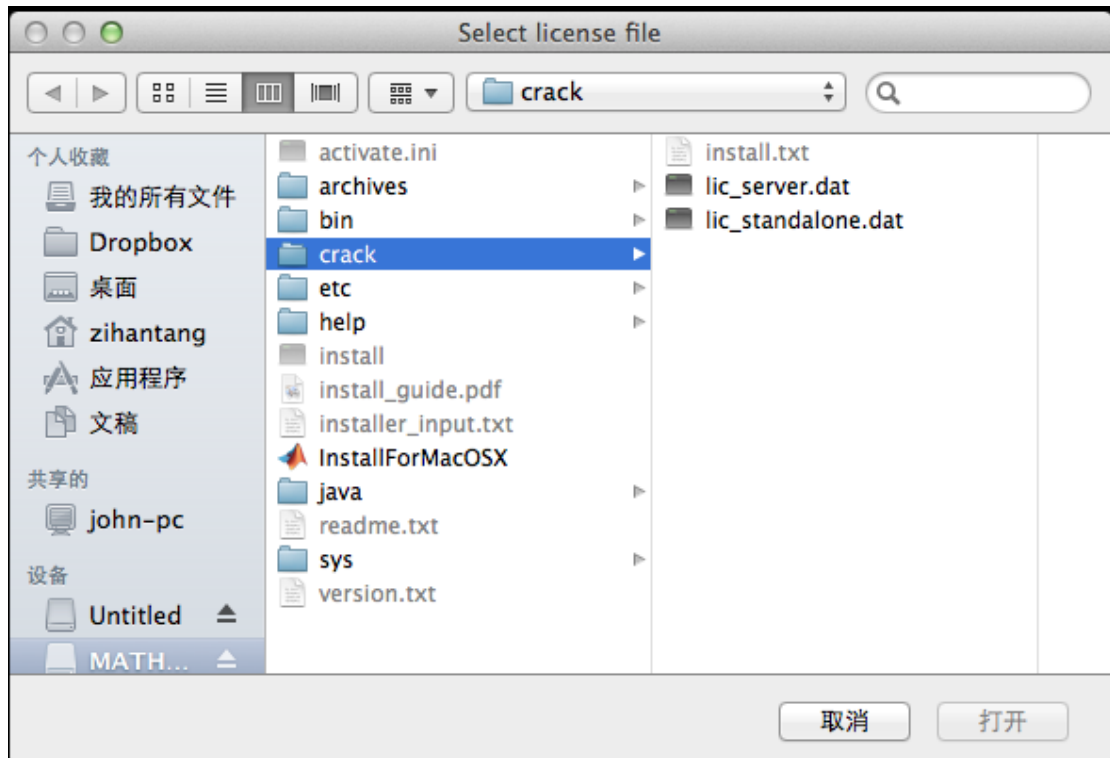 Select license file
crack
个人收藏
我的所有文件
Dropbox
桌面
zihantang
应用程序
文稿
共享的
john-pc
设备
Untitled
MATH...
activate.ini
archives
bin
crack
etc
help
install
install_guide.pdf
installer_input.txt
InstallForMacOSX
java
readme.txt
sys
version.txt
install.txt
lic_server.dat
lic_standalone.dat
取消
打开